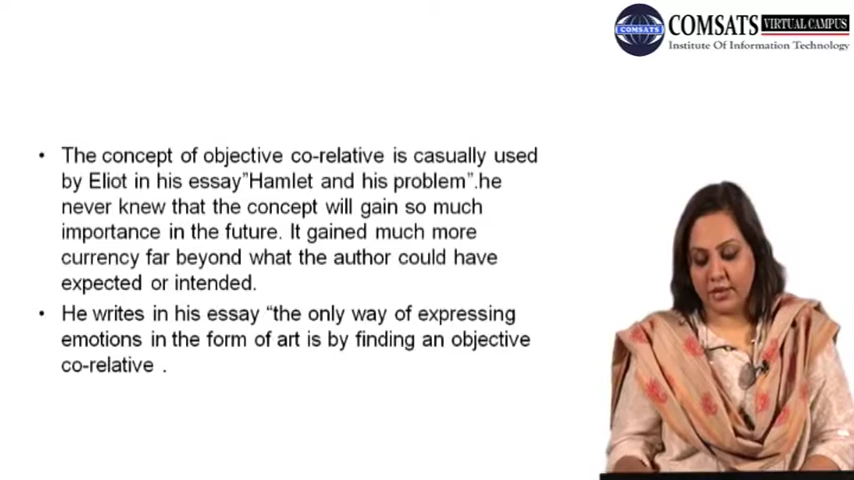 COMSATS VIRTUAL CAMPUS
Institute Of Information Technology
COMSATS
• The concept of objective co-relative is casually used
by Eliot in his essay”Hamlet and his problem”.he
never knew that the concept will gain so much
importance in the future. It gained much more
currency far beyond what the author could have
expected or intended.
• He writes in his essay “the only way of expressing
emotions in the form of art is by finding an objective
co-relative .